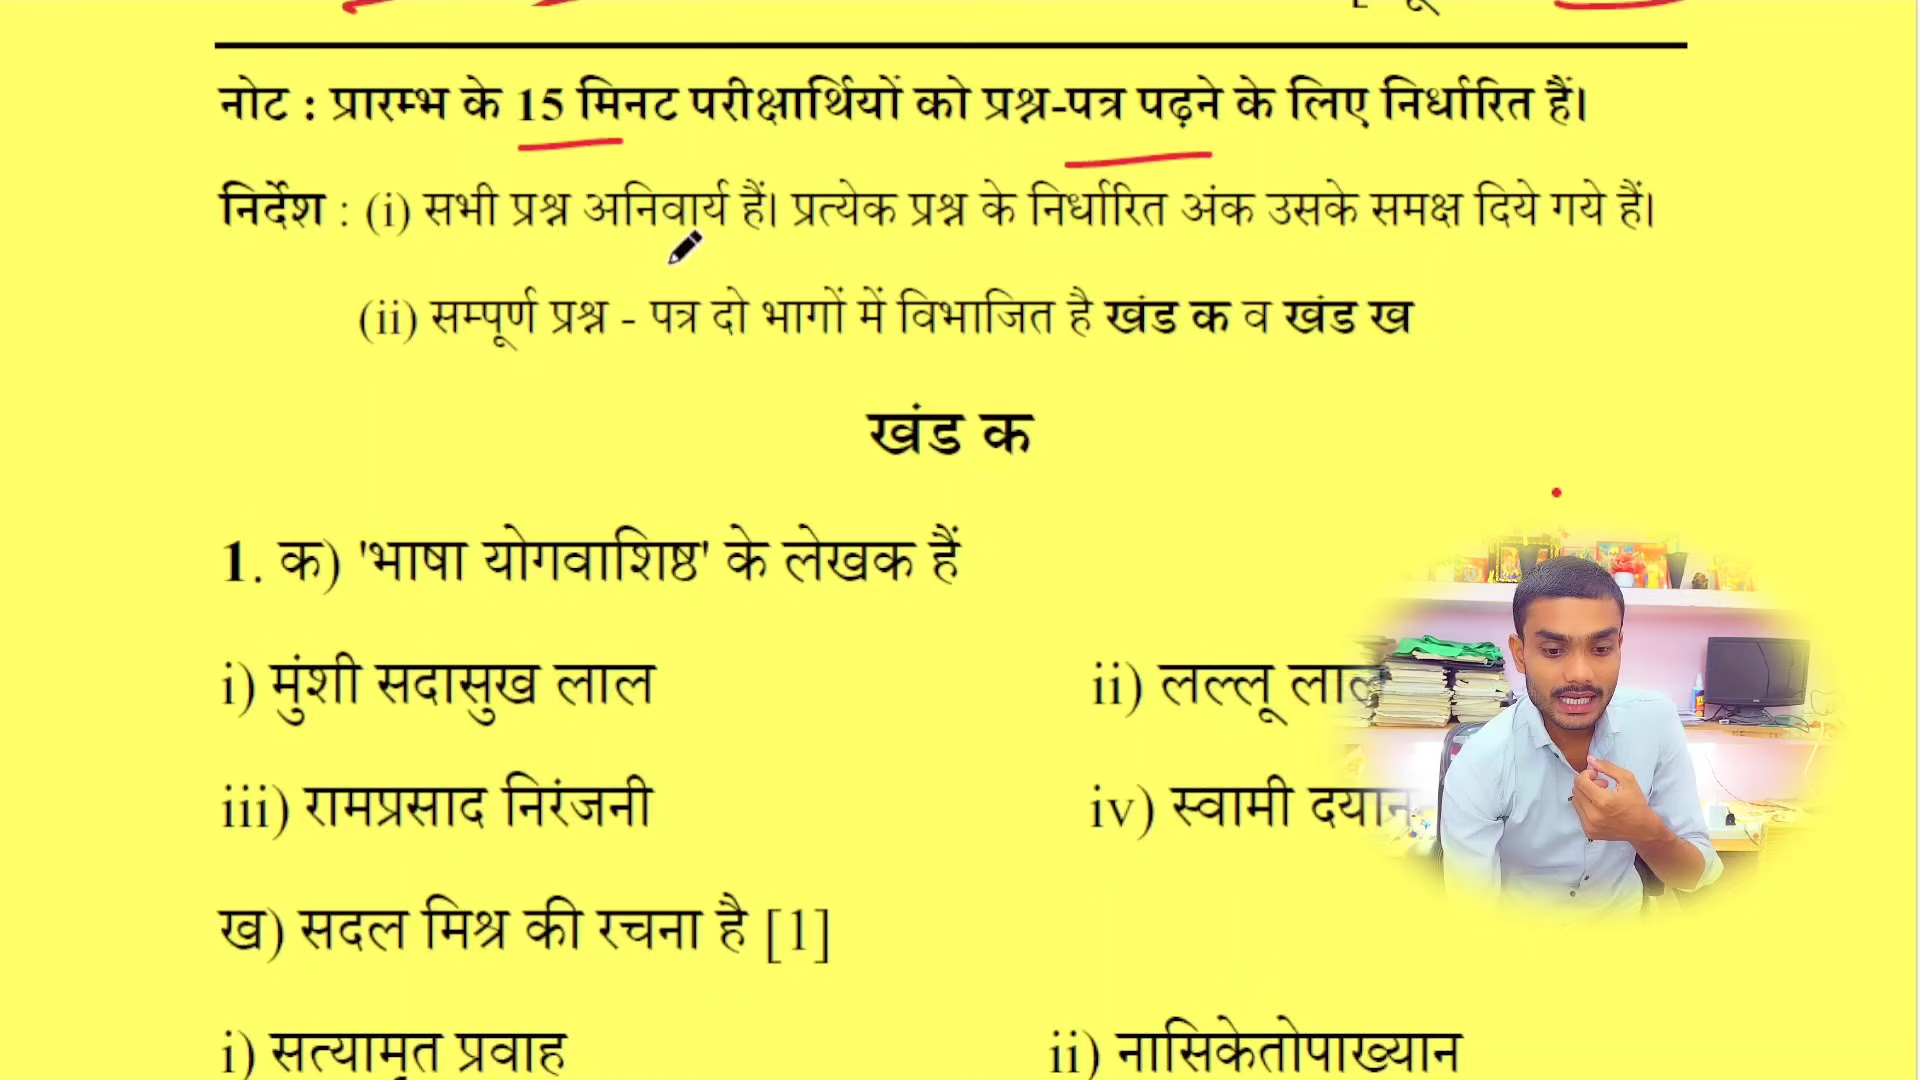 नोट : प्रारम्भ के 15 मिनट परीक्षार्थियों को प्रश्न-पत्र पढ़ने के लिए निर्धारित हैं।
निर्देश : (i) सभी प्रश्न अनिवार्य हैं। प्रत्येक प्रश्न के निर्धारित अंक उसके समक्ष दिये गये हैं।
(ii) सम्पूर्ण प्रश्न - पत्र दो भागों में विभाजित है खंड क व खंड ख
खंड क
1. क) 'भाषा योगवाशिष्ठ' के लेखक हैं
i) मुंशी सदासुख लाल
ii) लल्लू लाल
iii) रामप्रसाद निरंजनी
iv) स्वामी
ख) सदल मिश्र की रचना है [1]
i) सत्यामृत प्रवाह
ii) नासिकेतोपाख्यान